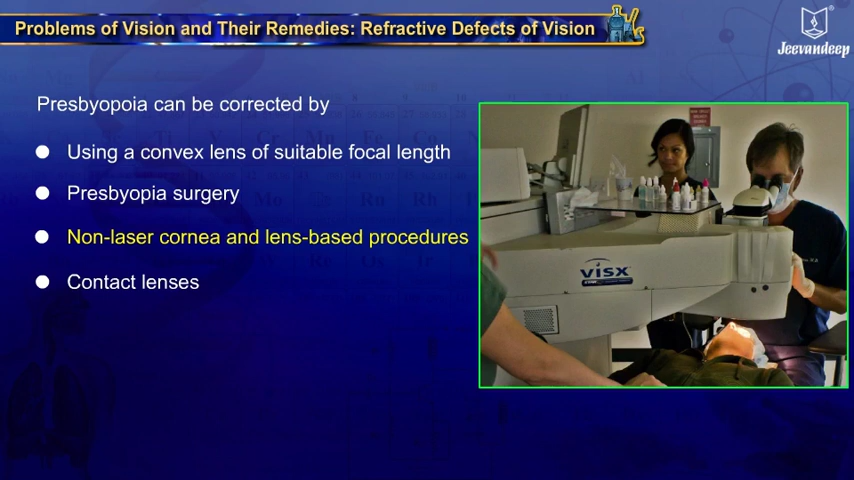 Problems of Vision and Their Remedies: Refractive Defects of Vision
Jeevandeep
Presbyopoia can be corrected by
Using a convex lens of suitable focal length
Presbyopia surgery
Non-laser cornea and lens-based procedures
Contact lenses
VISX